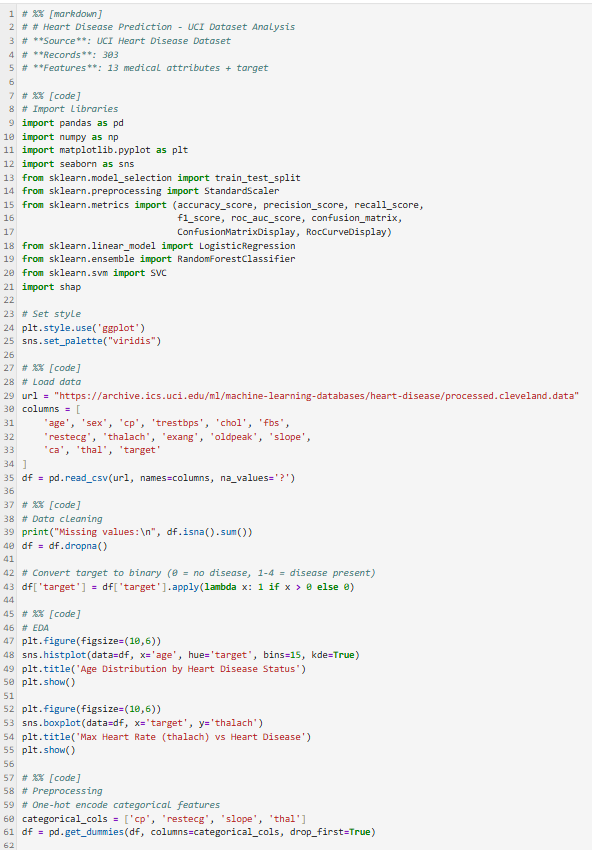 1 # %% [markdown]
2 # # Heart Disease Prediction - UCI Dataset Analysis
3 # **Source**: UCI Heart Disease Dataset
4 # **Records**: 303
5 # **Features**: 13 medical attributes + target
6
7 # %% [code]
8 # Import libraries
9 import pandas as pd
10 import numpy as np
11 import matplotlib.pyplot as plt
12 import seaborn as sns
13 from sklearn.model_selection import train_test_split
14 from sklearn.preprocessing import StandardScaler
15 from sklearn.metrics import (accuracy_score, precision_score, recall_score,
16                              f1_score, roc_auc_score, confusion_matrix,
17                              ConfusionMatrixDisplay, RocCurveDisplay)
18 from sklearn.linear_model import LogisticRegression
19 from sklearn.ensemble import RandomForestClassifier
20 from sklearn.svm import SVC
21 import shap
22
23 # Set style
24 plt.style.use('ggplot')
25 sns.set_palette("viridis")
26
27 # %% [code]
28 # Load data
29 url = "https://archive.ics.uci.edu/ml/machine-learning-databases/heart-disease/processed.cleveland.data"
30 columns = [
31     'age', 'sex', 'cp', 'trestbps', 'chol', 'fbs',
32     'restecg', 'thalach', 'exang', 'oldpeak', 'slope',
33     'ca', 'thal', 'target'
34 ]
35 df = pd.read_csv(url, names=columns, na_values='?')
36
37 # %% [code]
38 # Data cleaning
39 print("Missing values:\n", df.isna().sum())
40 df = df.dropna()
41
42 # Convert target to binary (0 = no disease, 1-4 = disease present)
43 df['target'] = df['target'].apply(lambda x: 1 if x > 0 else 0)
44
45 # %% [code]
46 # EDA
47 plt.figure(figsize=(10,6))
48 sns.histplot(data=df, x='age', hue='target', bins=15, kde=True)
49 plt.title('Age Distribution by Heart Disease Status')
50 plt.show()
51
52 plt.figure(figsize=(10,6))
53 sns.boxplot(data=df, x='target', y='thalach')
54 plt.title('Max Heart Rate (thalach) vs Heart Disease')
55 plt.show()
56
57 # %% [code]
58 # Preprocessing
59 # One-hot encode categorical features
60 categorical_cols = ['cp', 'restecg', 'slope', 'thal']
61 df = pd.get_dummies(df, columns=categorical_cols, drop_first=True)
62